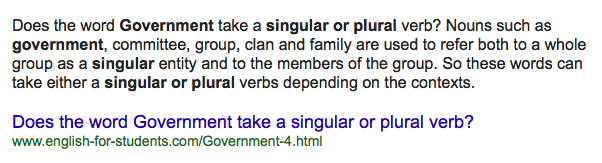 Does the word Government take a singular or plural verb? Nouns such as
government, committee, group, clan and family are used to refer both to a whole
group as a singular entity and to the members of the group. So these words can
take either a singular or plural verbs depending on the contexts.
Does the word Government take a singular or plural verb?
www.english-for-students.com/Government-4.html